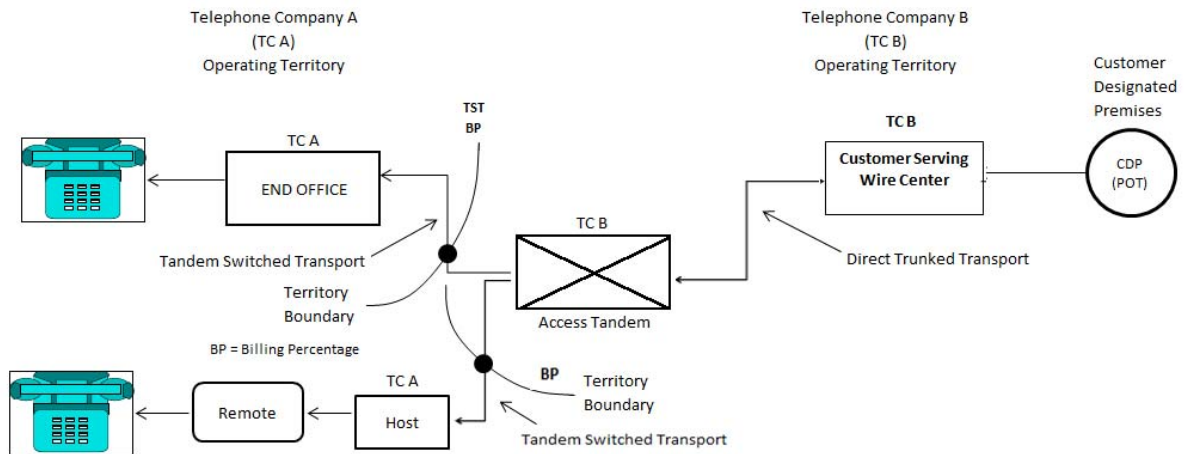 Telephone Company A
(TC A)
Operating Territory
Telephone Company B
(TC B)
Operating Territory
Customer
Designated
Premises
TST
BP
TC A
END OFFICE
TC B
Customer Serving
Wire Center
CDP
(POT)
TC B
Tandem Switched Transport
Direct Trunked Transport
Territory
Boundary
Access Tandem
BP = Billing Percentage
BP
Territory
Boundary
TC A
Remote
Host
Tandem Switched Transport